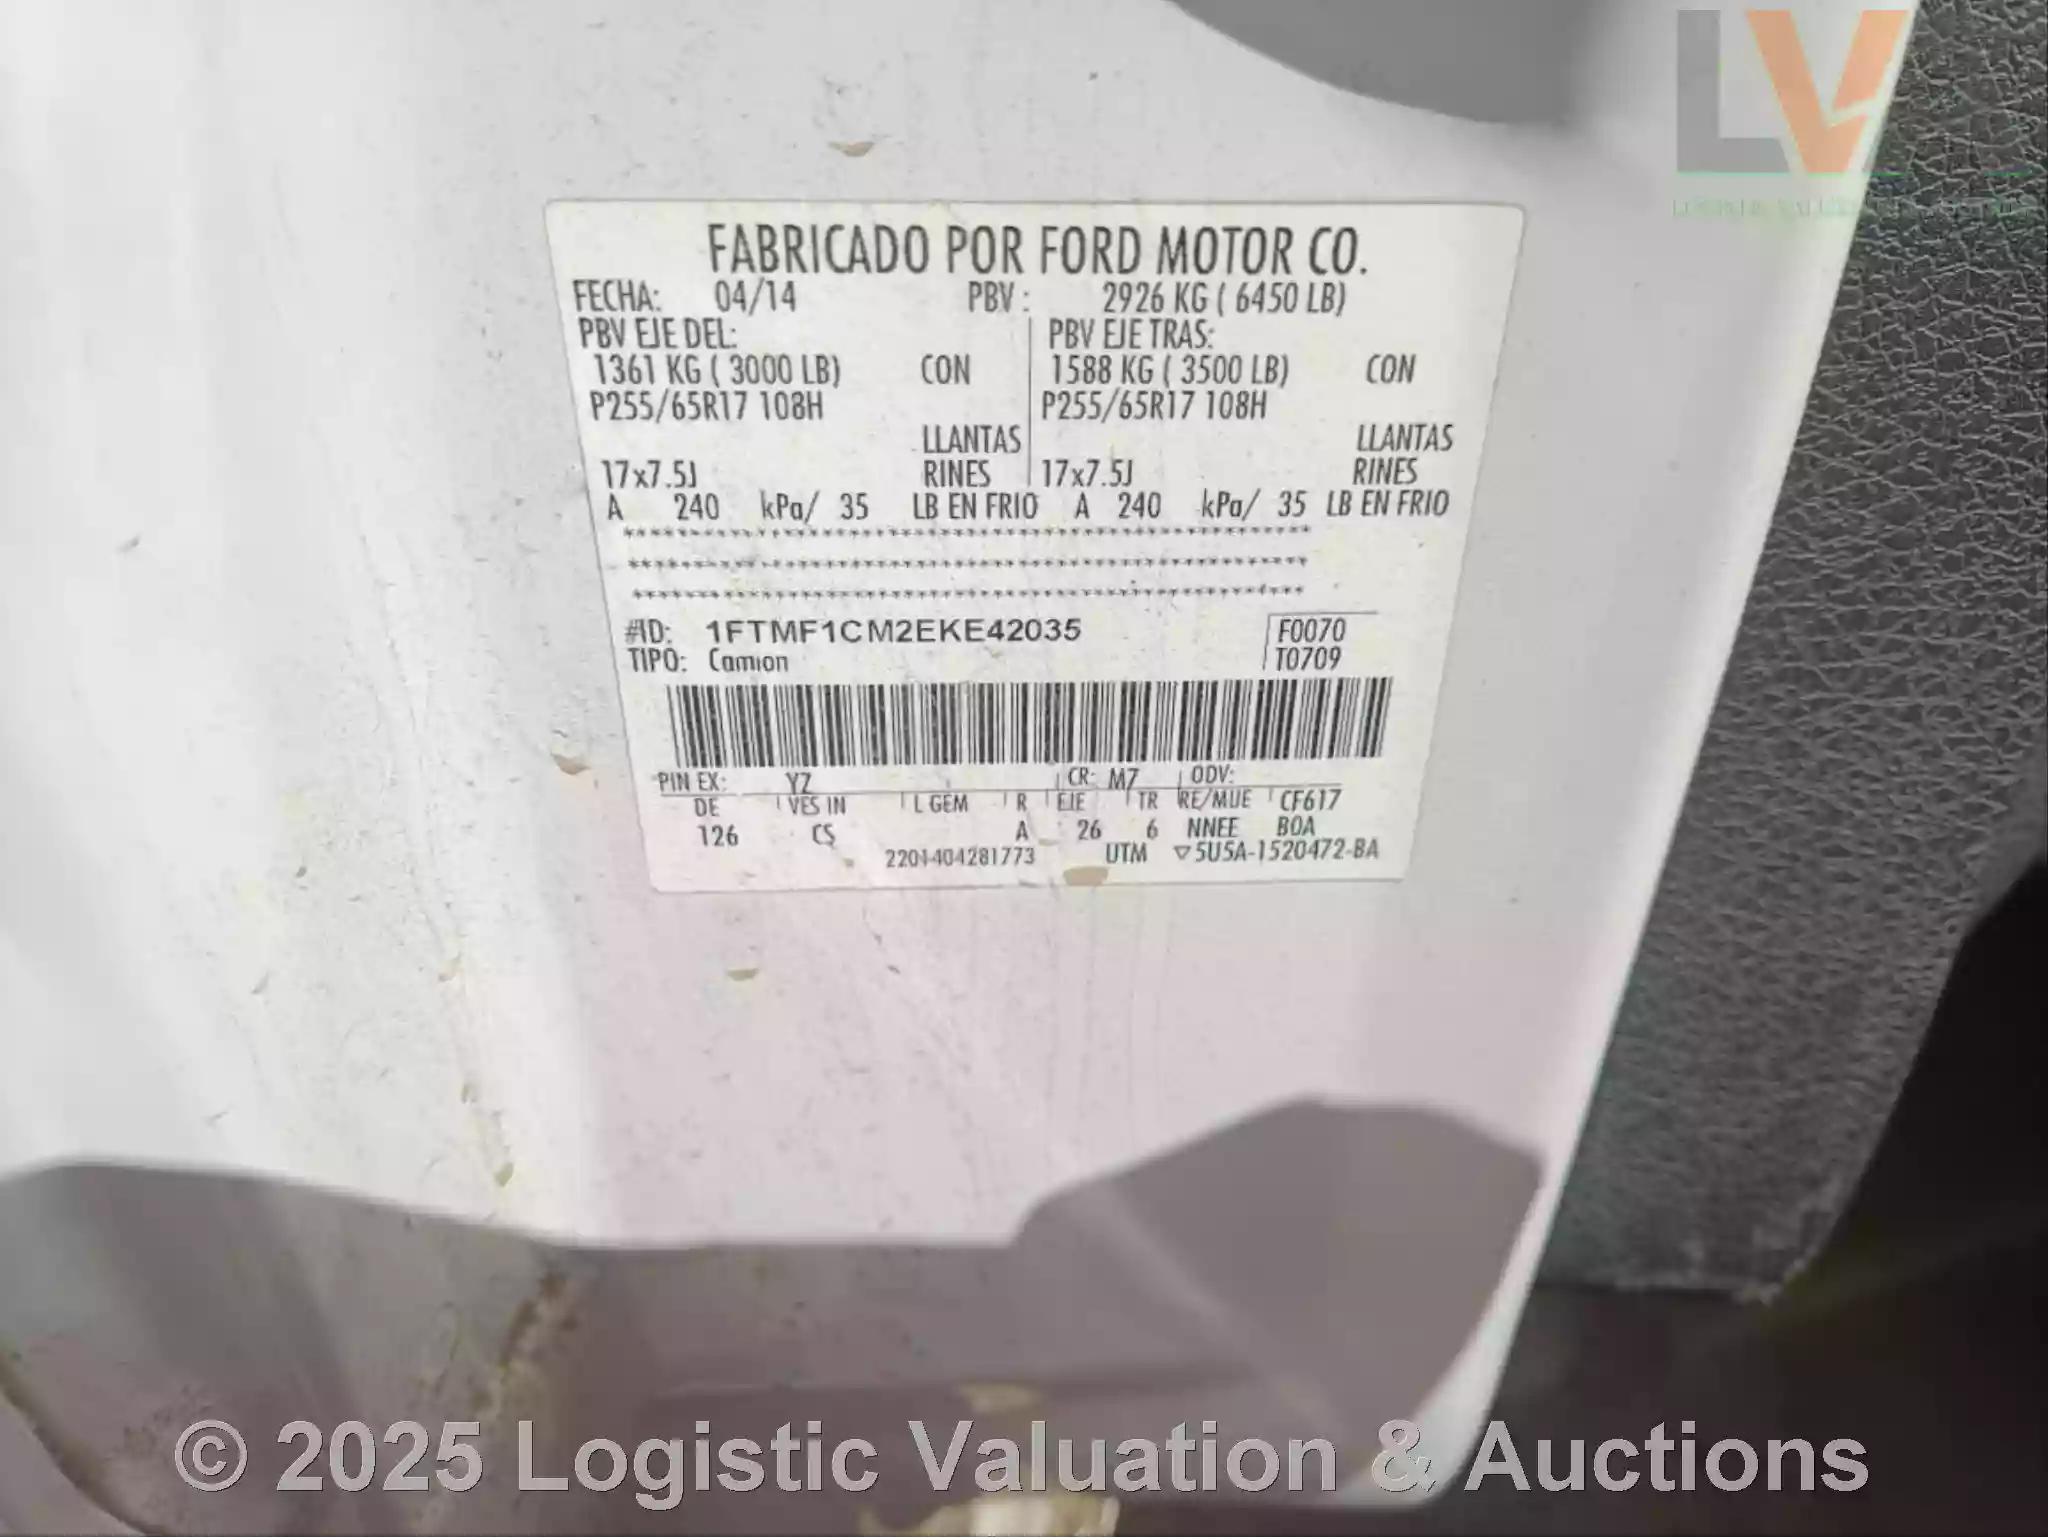 LV
FABRICADO POR FORD MOTOR CO.
FECHA: 04/14 PBV: 2926 KG ( 6450 LB)
PBV EJE DEL: PBV EJE TRAS:
1361 KG ( 3000 LB) CON 1588 KG ( 3500 LB) CON
P255/65R17 108H P255/65R17 108H
LLANTAS LLANTAS
17x7.5J RINES 17x7.5J RINES
A 240 kPa/ 35 LB EN FRIO A 240 kPa/ 35 LB EN FRIO
#ID: 1FTMF1CM2EKE42035 F0070
TIPO: Camion T0709
PIN EX: YZ CR: M7 ODV:
DE VES IN L GEM R EJE TR RE/MUE CF617
126 CS A 26 6 NNEE BOA
2201404281773 UTM ▽5U5A-1520472-BA
© 2025 Logistic Valuation & Auctions